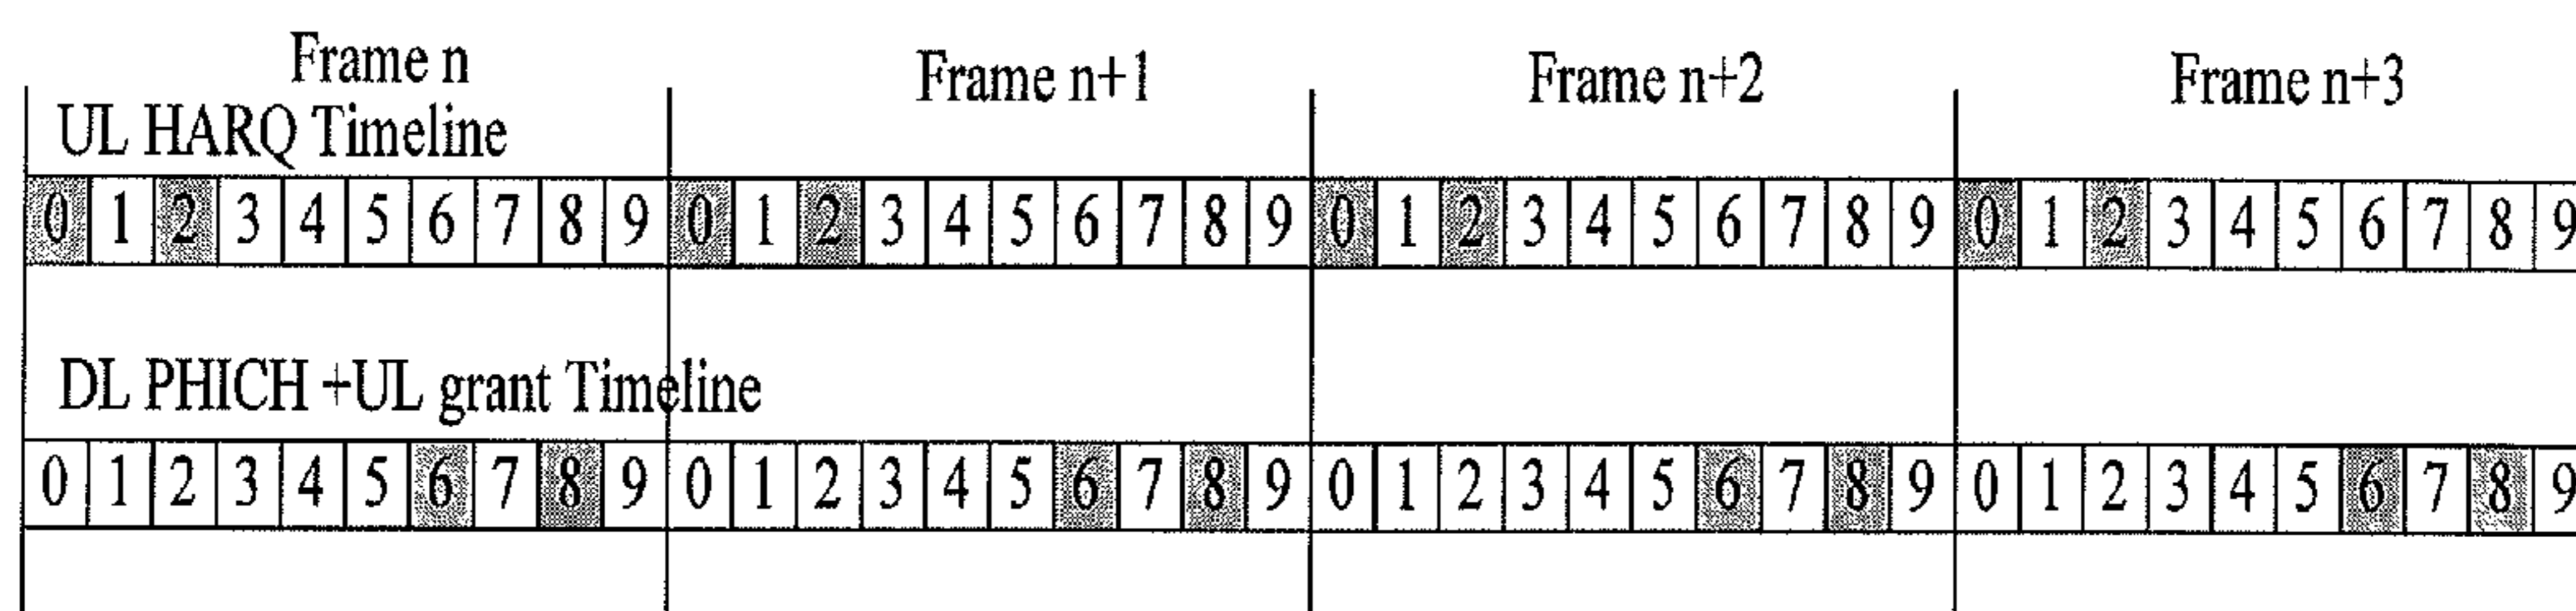 Frame n Frame n+1 Frame n+2 Frame n+3
UL HARQ Timeline
0 1 2 3 4 5 6 7 8 9 0 1 2 3 4 5 6 7 8 9 0 1 2 3 4 5 6 7 8 9 0 1 2 3 4 5 6 7 8 9
DL PHICH +UL grant Timeline
0 1 2 3 4 5 6 7 8 9 0 1 2 3 4 5 6 7 8 9 0 1 2 3 4 5 6 7 8 9 0 1 2 3 4 5 6 7 8 9